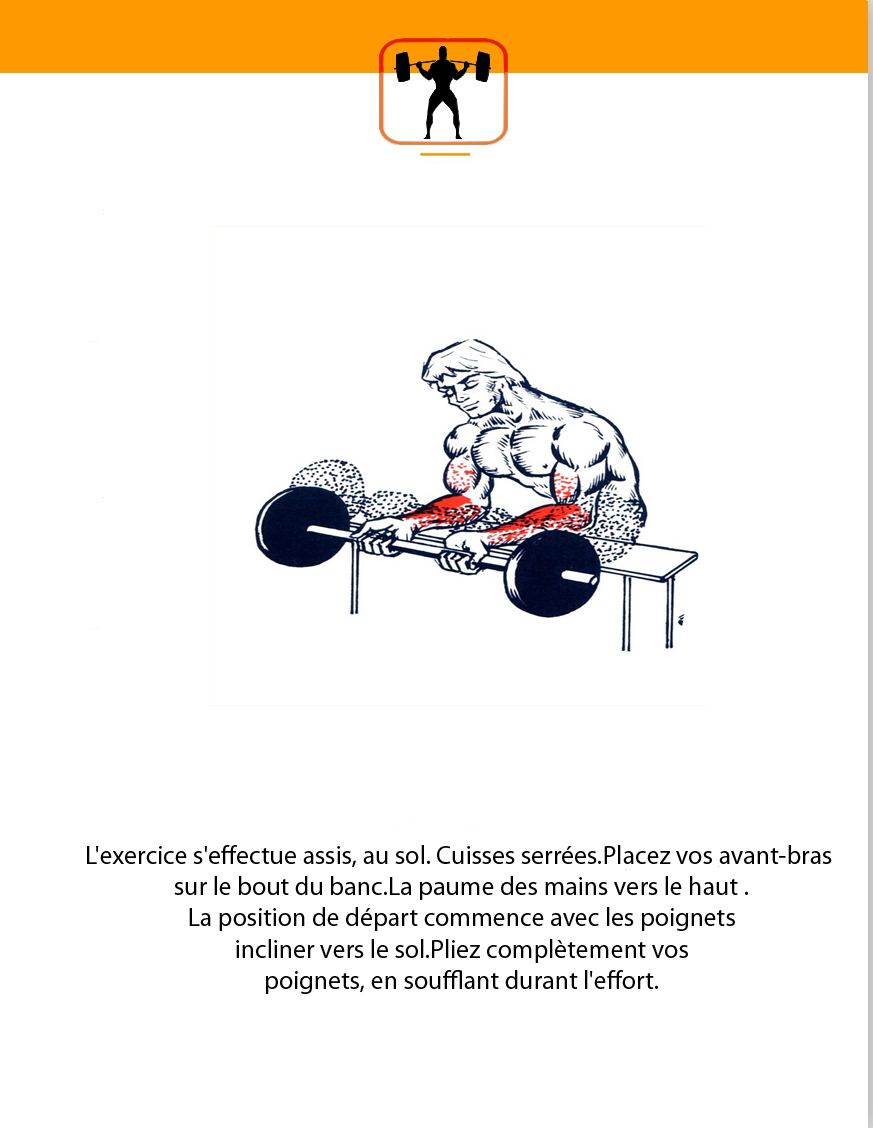 L'exercice s'effectue assis, au sol. Cuisses serrées.Placez vos avant-bras
sur le bout du banc.La paume des mains vers le haut .
La position de départ commence avec les poignets
incliner vers le sol.Pliez complètement vos
poignets, en soufflant durant l'effort.